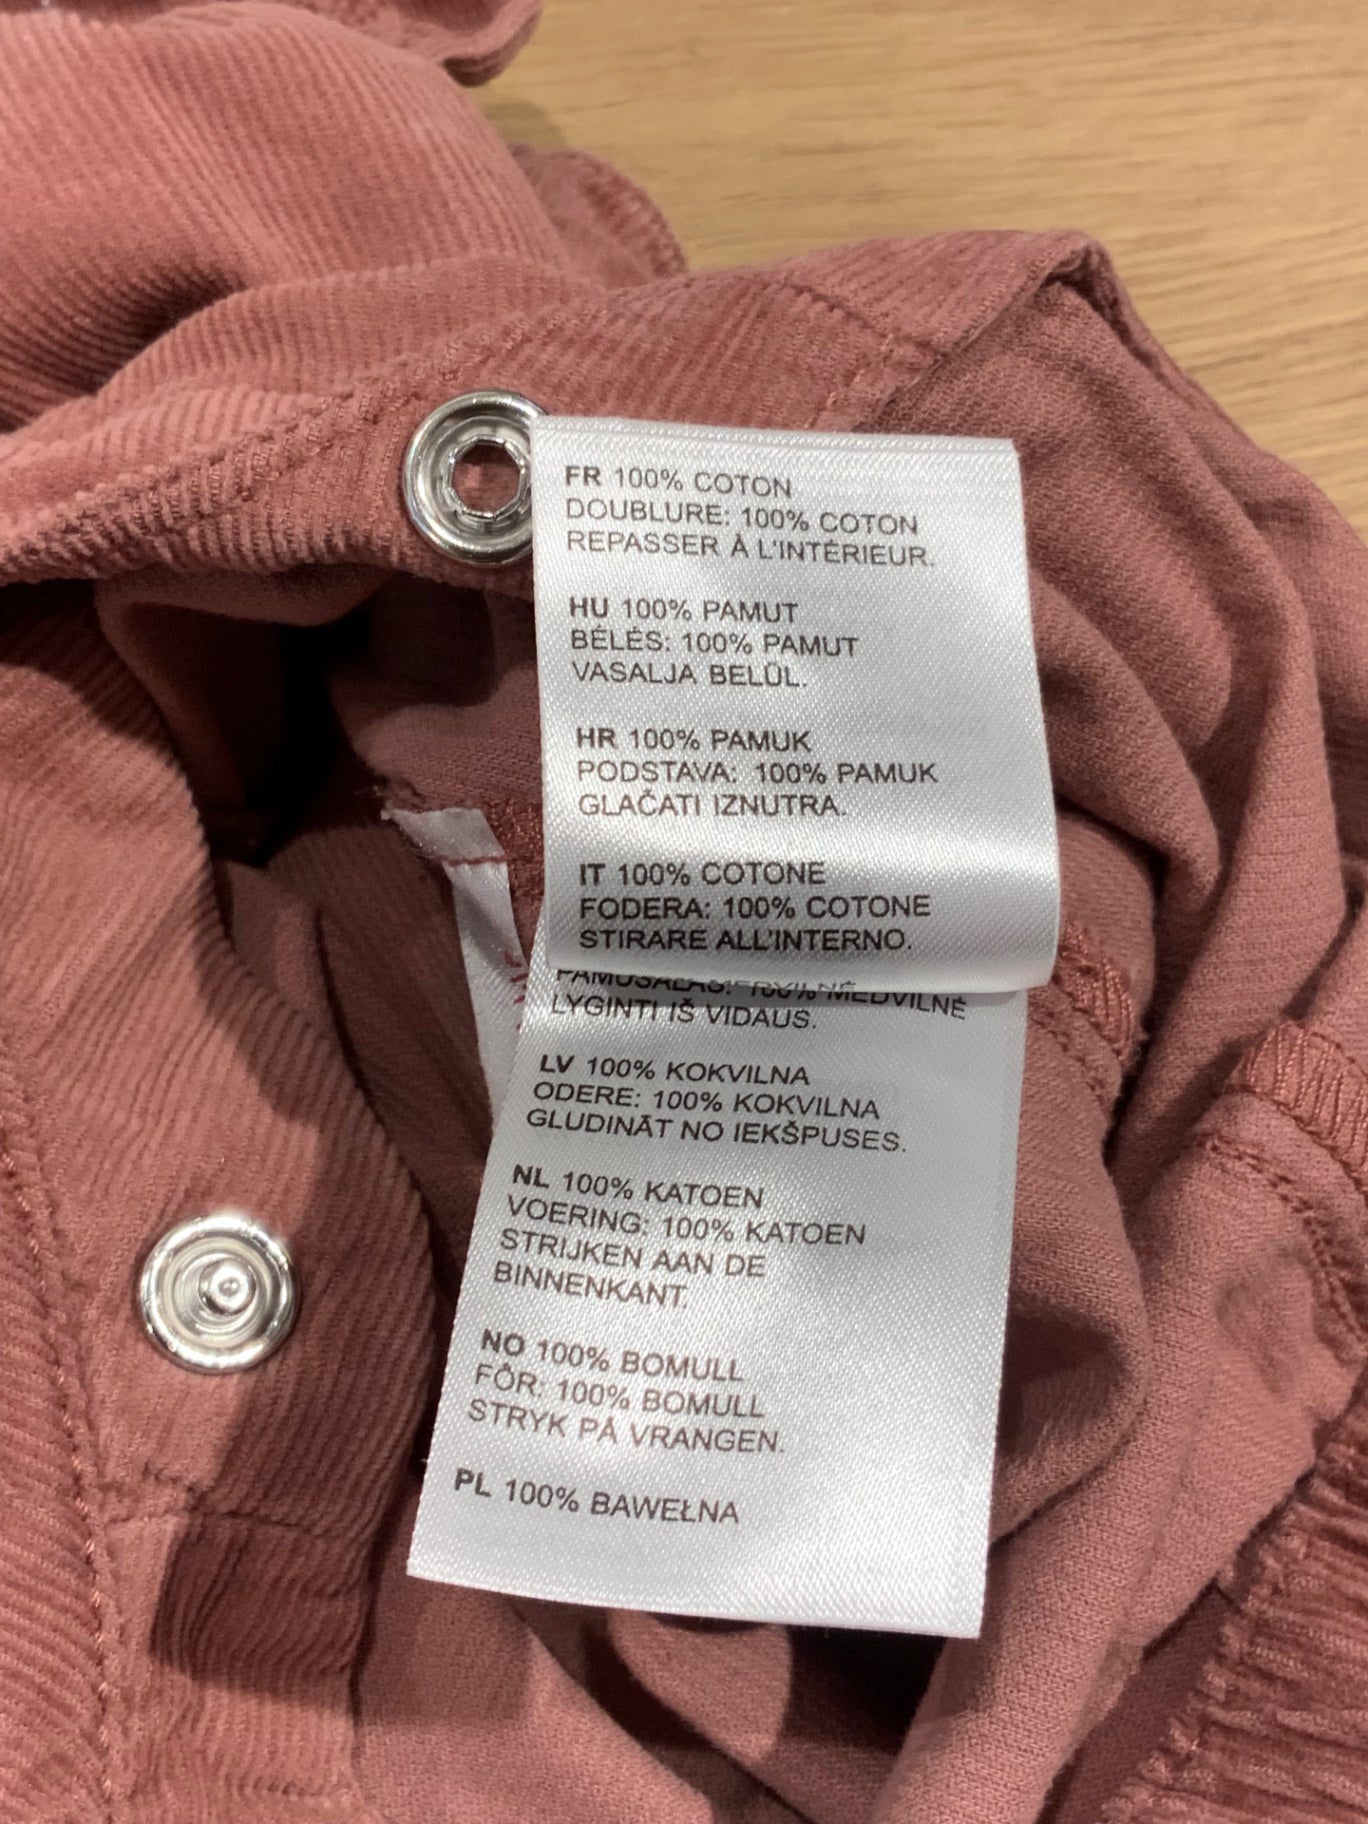 FR 100% COTON
DOUBLURE: 100% COTON
REPASSER À L'INTÉRIEUR.
HU 100% PAMUT
BÉLÉS: 100% PAMUT
VASALJA BELÜL.
HR 100% PAMUK
PODSTAVA: 100% PAMUK
GLAČATI IZNUTRA.
IT 100% COTONE
FODERA: 100% COTONE
STIRARE ALL'INTERNO.
PAMUŠALAS: 100% MEDVILNĖ
LYGINTI IŠ VIDAUS.
LV 100% KOKVILNA
ODERE: 100% KOKVILNA
GLUDINĀT NO IEKŠPUSES.
NL 100% KATOEN
VOERING: 100% KATOEN
STRIJKEN AAN DE
BINNENKANT.
NO 100% BOMULL
FÔR: 100% BOMULL
STRYK PÅ VRANGEN.
PL 100% BAWEŁNA